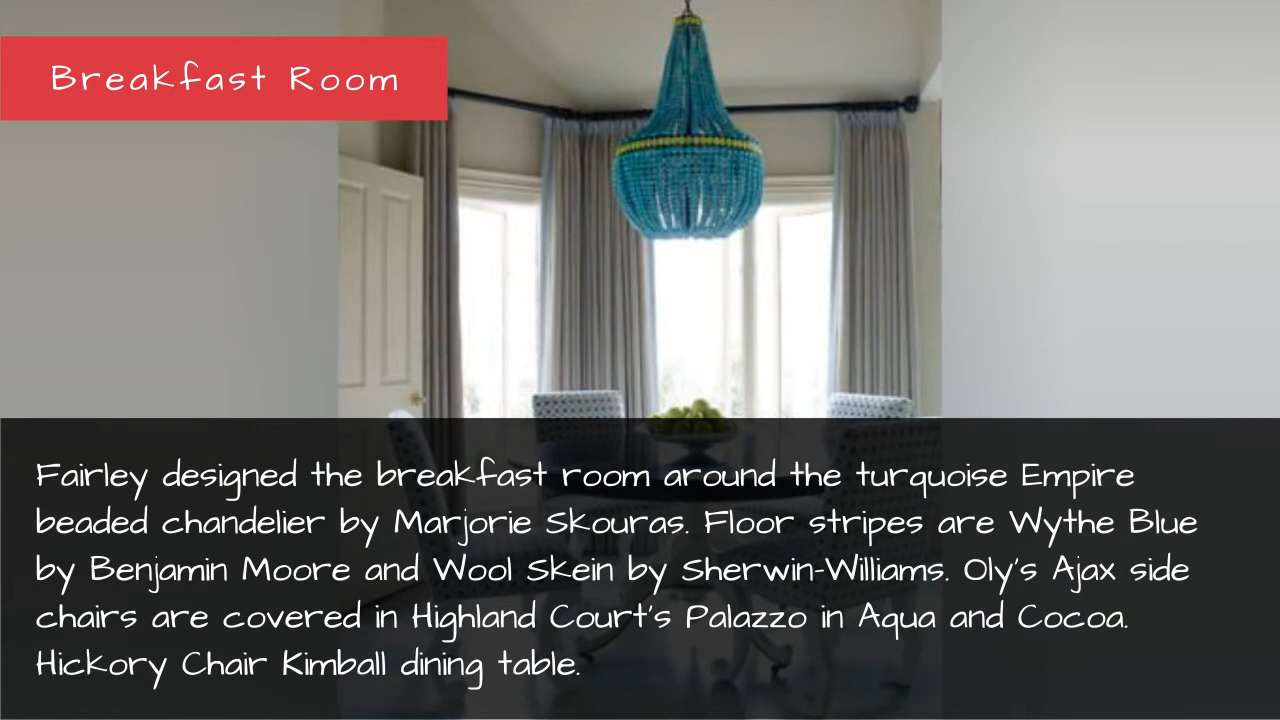 Breakfast Room
Fairley designed the breakfast room around the turquoise Empire
beaded chandelier by Marjorie Skouras. Floor stripes are Wythe Blue
by Benjamin Moore and Wool Skein by Sherwin-Williams. Oly's Ajax side
chairs are covered in Highland Court's Palazzo in Aqua and Cocoa.
Hickory Chair Kimball dining table.